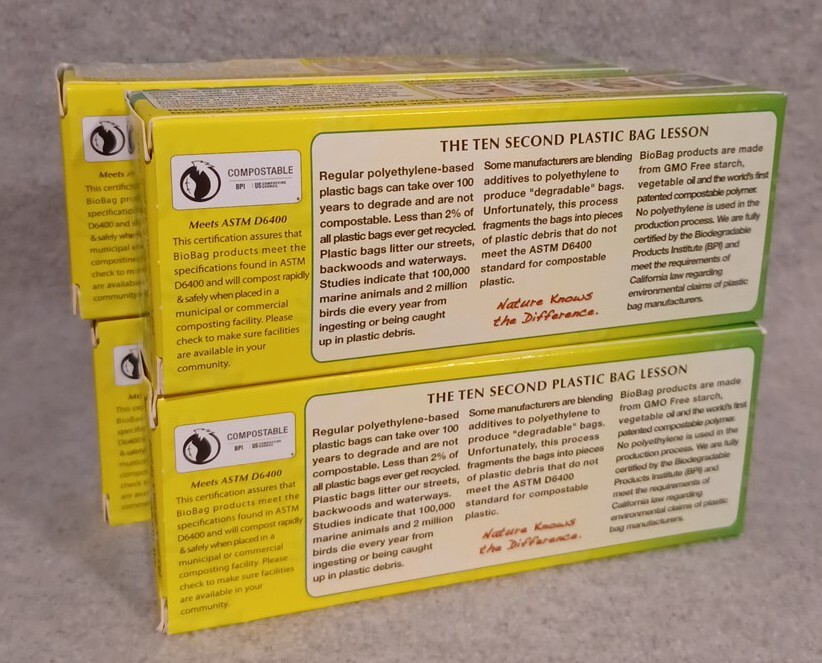 COMPOSTABLE
BPI US COMPOSTING COUNCIL
Meets ASTM D6400
This certification assures that
BioBag products meet the
specifications found in ASTM
D6400 and will compost rapidly
& safely when placed in a
municipal or commercial
composting facility. Please
check to make sure facilities
are available in your
community.
THE TEN SECOND PLASTIC BAG LESSON
Regular polyethylene-based
plastic bags can take over 100
years to degrade and are not
compostable. Less than 2% of
all plastic bags ever get recycled.
Plastic bags litter our streets,
backwoods and waterways.
Studies indicate that 100,000
marine animals and 2 million
birds die every year from
ingesting or being caught
up in plastic debris.
Some manufacturers are blending
additives to polyethylene to
produce "degradable" bags.
Unfortunately, this process
fragments the bags into pieces
of plastic debris that do not
meet the ASTM D6400
standard for compostable
plastic.
Nature Knows
the Difference.
BioBag products are made
from GMO Free starch,
vegetable oil and the world's first
patented compostable polymer.
No polyethylene is used in the
production process. We are fully
certified by the Biodegradable
Products Institute (BPI) and
meet the requirements of
California law regarding
environmental claims of plastic
bag manufacturers.
COMPOSTABLE
BPI US COMPOSTING COUNCIL
Meets ASTM D6400
This certification assures that
BioBag products meet the
specifications found in ASTM
D6400 and will compost rapidly
& safely when placed in a
municipal or commercial
composting facility. Please
check to make sure facilities
are available in your
community.
THE TEN SECOND PLASTIC BAG LESSON
Regular polyethylene-based
plastic bags can take over 100
years to degrade and are not
compostable. Less than 2% of
all plastic bags ever get recycled.
Plastic bags litter our streets,
backwoods and waterways.
Studies indicate that 100,000
marine animals and 2 million
birds die every year from
ingesting or being caught
up in plastic debris.
Some manufacturers are blending
additives to polyethylene to
produce "degradable" bags.
Unfortunately, this process
fragments the bags into pieces
of plastic debris that do not
meet the ASTM D6400
standard for compostable
plastic.
Nature Knows
the Difference.
BioBag products are made
from GMO Free starch,
vegetable oil and the world's first
patented compostable polymer.
No polyethylene is used in the
production process. We are fully
certified by the Biodegradable
Products Institute (BPI) and
meet the requirements of
California law regarding
environmental claims of plastic
bag manufacturers.
Meets
This
BioBag
specification
D6400 and
& safely
municipal
check to
are
community